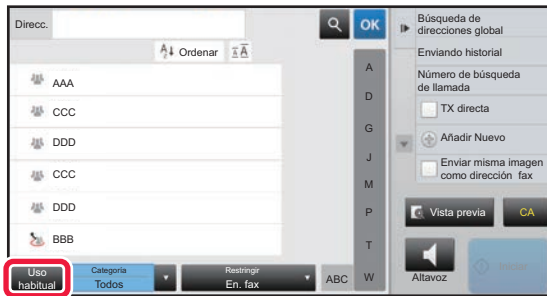 Direcc.
OK
Ordenar
AAA
CCC
DDD
CCC
DDD
BBB
A
D
G
J
M
P
T
W
Uso
habitual
Categoría
Todos
Restringir
En. fax
ABC
Búsqueda de
direcciones global
Enviando historial
Número de búsqueda
de llamada
TX directa
Añadir Nuevo
Enviar misma imagen
como dirección fax
Vista previa
CA
Altavoz